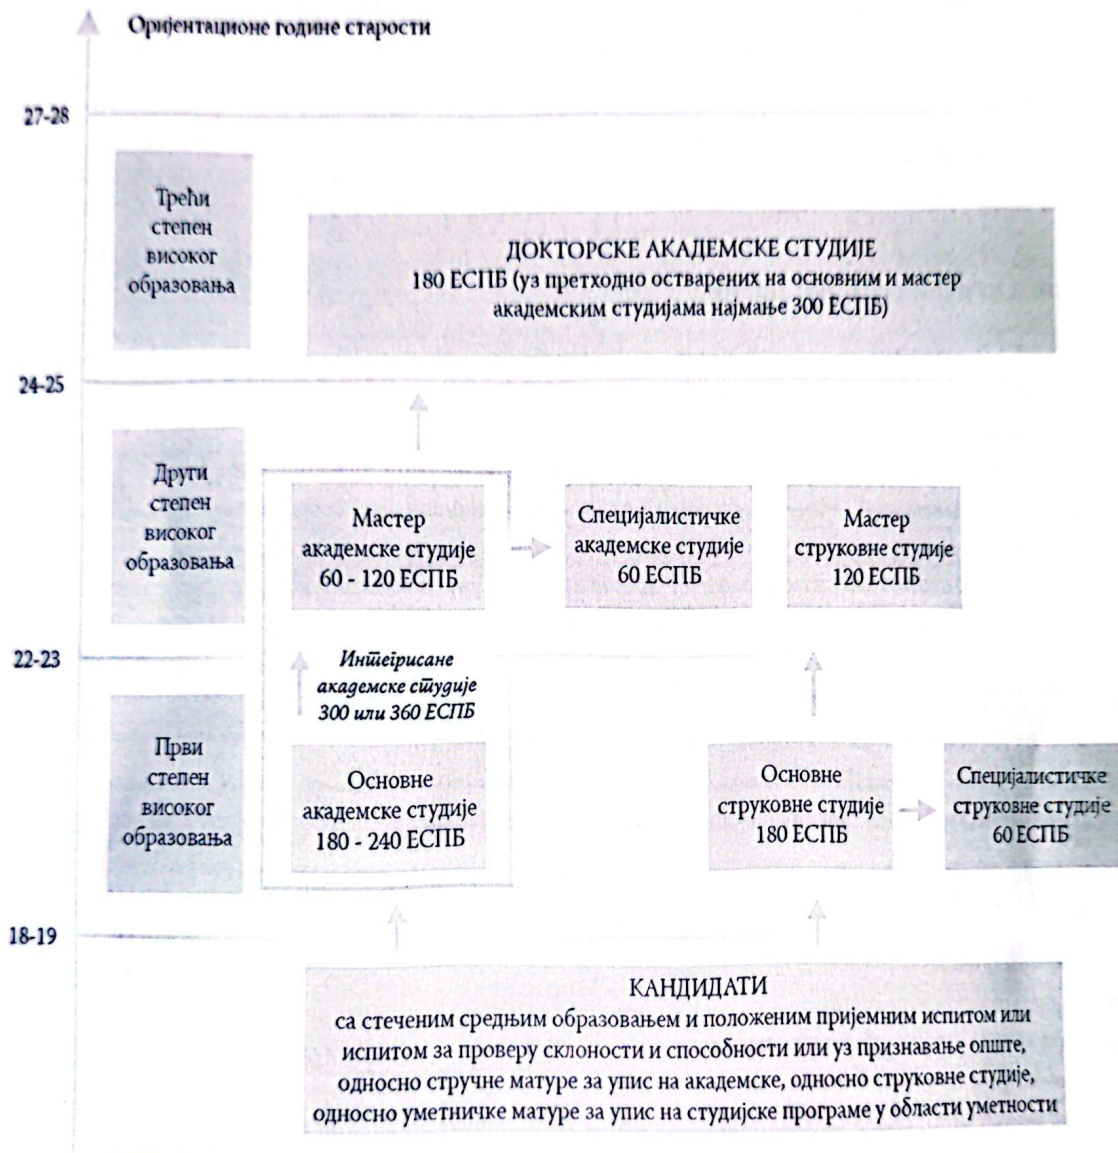 Оријентационе године старости
27-28
Трећи
степен
високог
образовања
ДОКТОРСКЕ АКАДЕМСКЕ СТУДИЈЕ
180 ЕСПБ (уз претходно остварених на основним и мастер
академским студијама најмање 300 ЕСПБ)
24-25
Други
степен
високог
образовања
Мастер
академске студије
60 - 120 ЕСПБ
Специјалистичке
академске студије
60 ЕСПБ
Мастер
струковне студије
120 ЕСПБ
22-23
Интегрисане
академске студије
300 или 360 ЕСПБ
Први
степен
високог
образовања
Основне
академске студије
180 - 240 ЕСПБ
Основне
струковне студије
180 ЕСПБ
Специјалистичке
струковне студије
60 ЕСПБ
18-19
КАНДИДАТИ
са стеченим средњим образовањем и положеним пријемним испитом или
испитом за проверу склоности и способности или уз признавање опште,
односно стручне матуре за упис на академске, односно струковне студије,
односно уметничке матуре за упис на студијске програме у области уметности